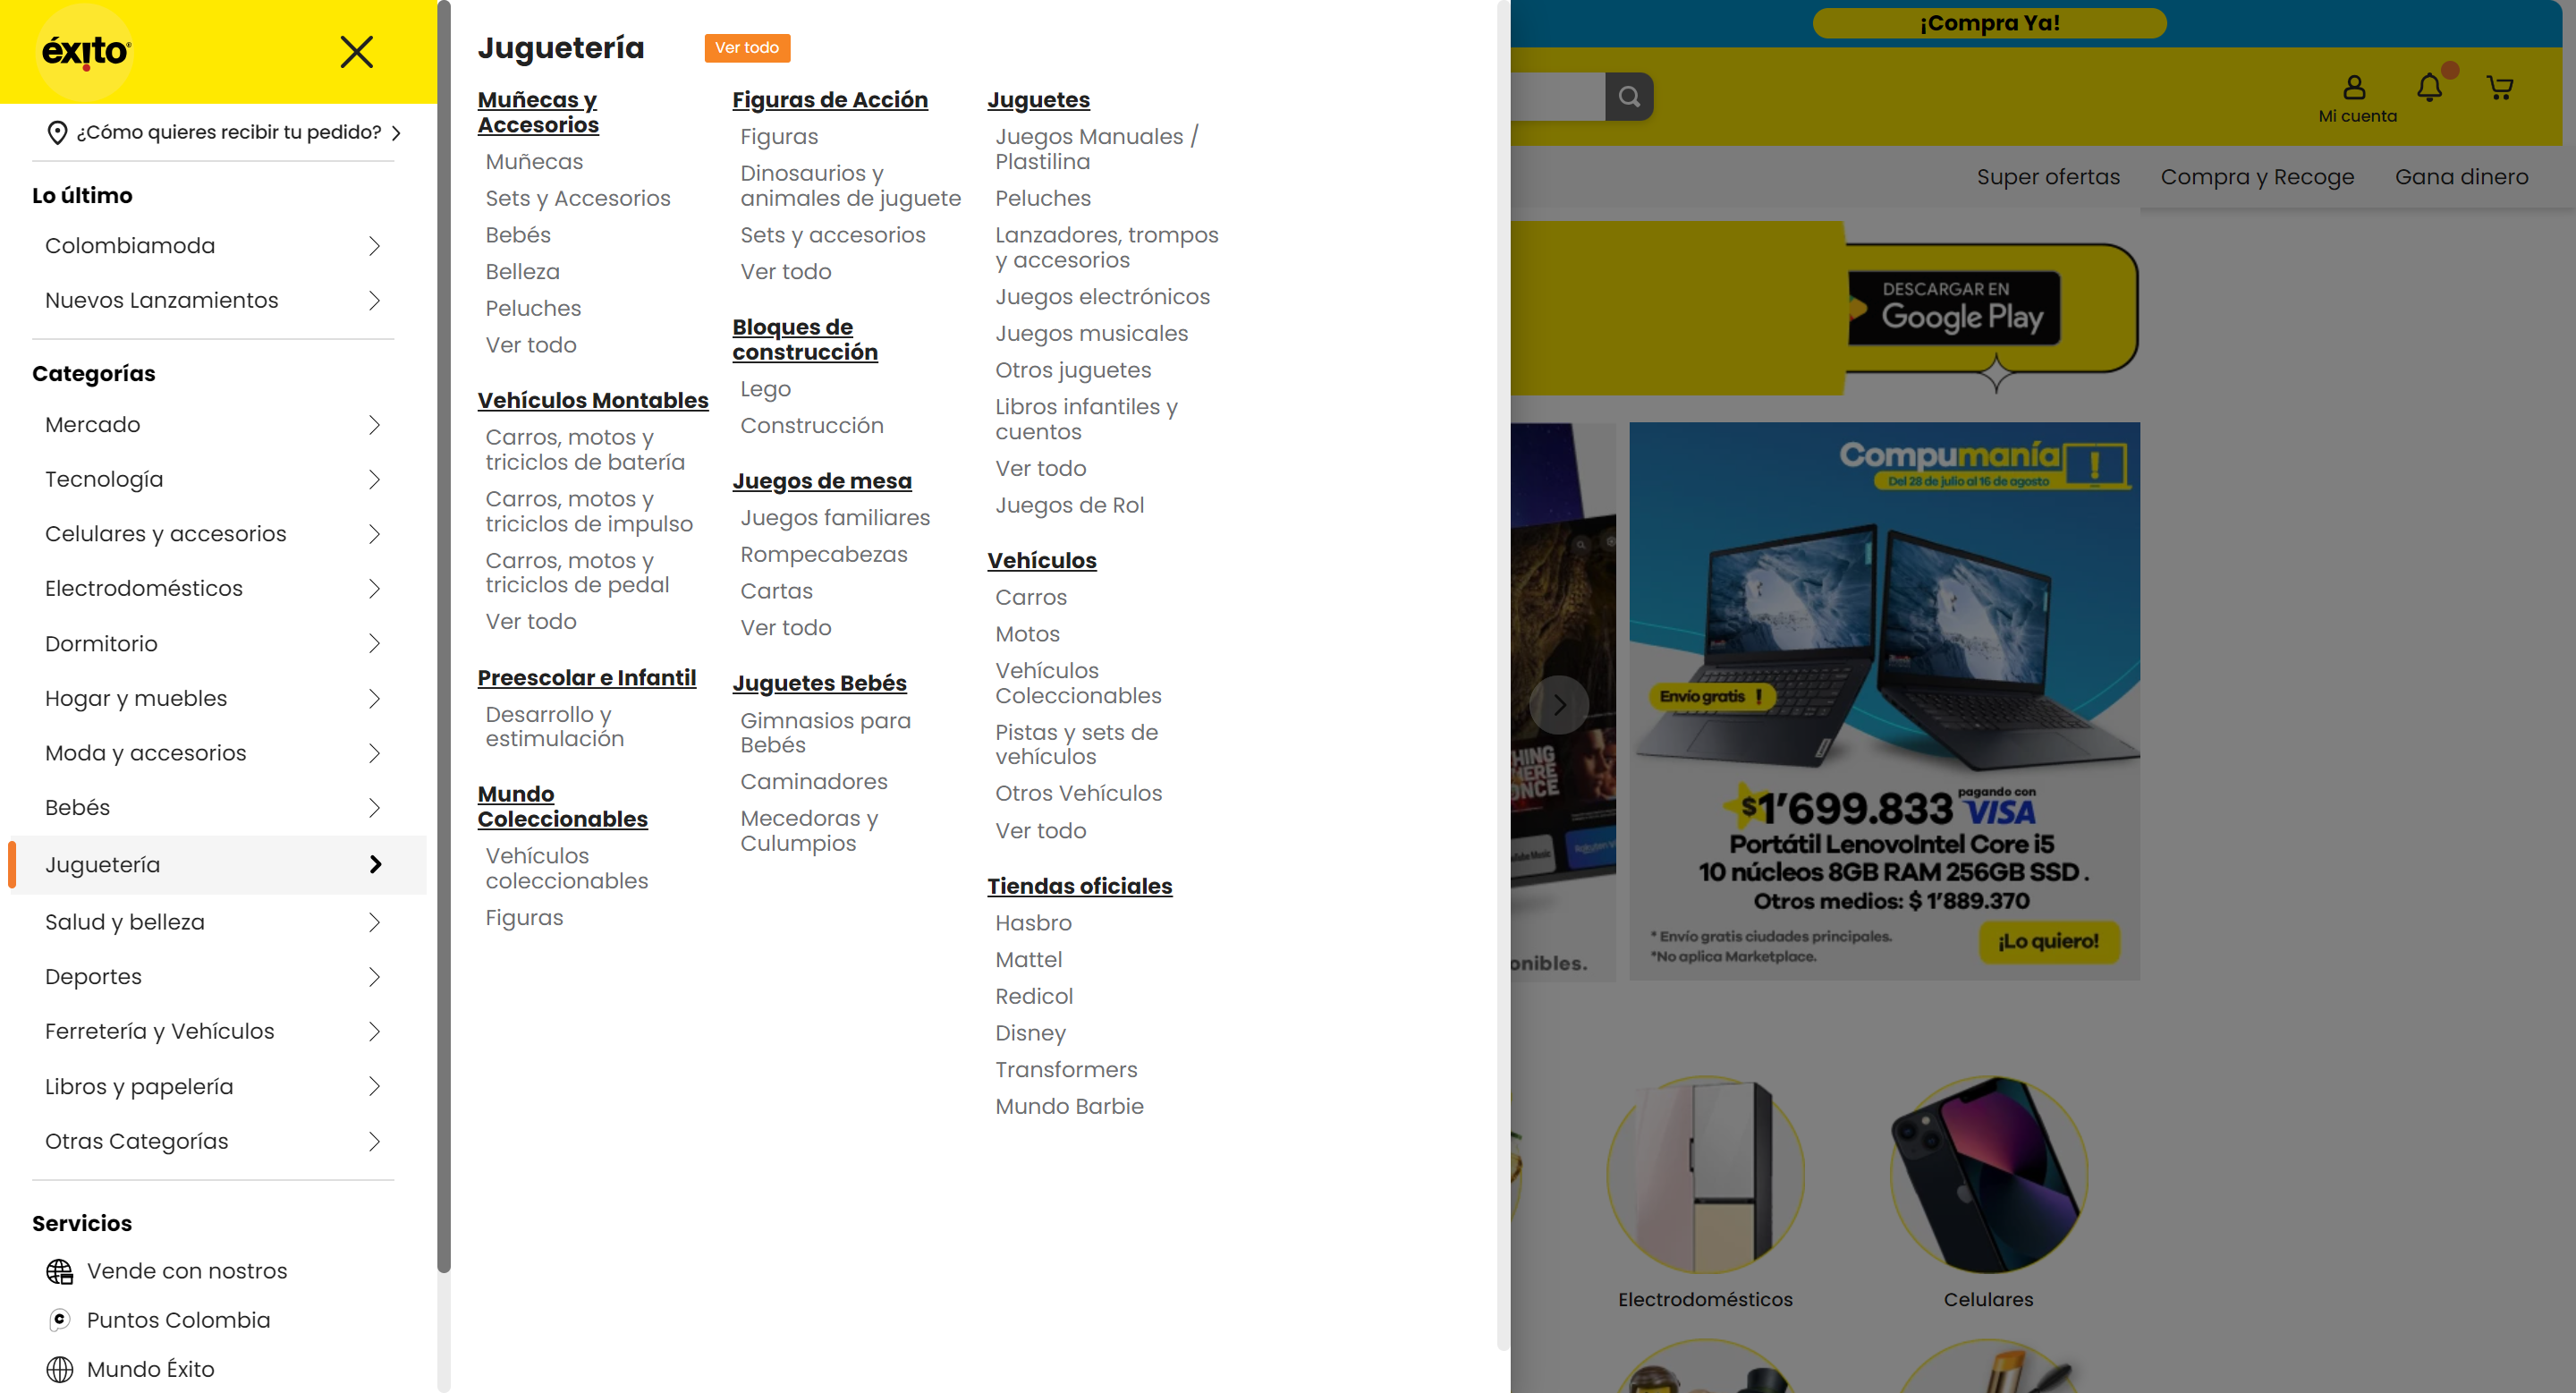 éxito
¿Cómo quieres recibir tu pedido?
Lo último
Colombiamoda
Nuevos Lanzamientos
Categorías
Mercado
Tecnología
Celulares y accesorios
Electrodomésticos
Dormitorio
Hogar y muebles
Moda y accesorios
Bebés
Juguetería
Salud y belleza
Deportes
Ferretería y Vehículos
Libros y papelería
Otras Categorías
Servicios
Vende con nostros
Puntos Colombia
Mundo Éxito
Juguetería
Ver todo
Muñecas y
Accesorios
Muñecas
Sets y Accesorios
Bebés
Belleza
Peluches
Ver todo
Vehículos Montables
Carros, motos y
triciclos de batería
Carros, motos y
triciclos de impulso
Carros, motos y
triciclos de pedal
Ver todo
Preescolar e Infantil
Desarrollo y
estimulación
Mundo
Coleccionables
Vehículos
coleccionables
Figuras
Figuras de Acción
Figuras
Dinosaurios y
animales de juguete
Sets y accesorios
Ver todo
Bloques de
construcción
Lego
Construcción
Juegos de mesa
Juegos familiares
Rompecabezas
Cartas
Ver todo
Juguetes Bebés
Gimnasios para
Bebés
Caminadores
Mecedoras y
Culumpios
Juguetes
Juegos Manuales /
Plastilina
Peluches
Lanzadores, trompos
y accesorios
Juegos electrónicos
Juegos musicales
Otros juguetes
Libros infantiles y
cuentos
Ver todo
Juegos de Rol
Vehículos
Carros
Motos
Vehículos
Coleccionables
Pistas y sets de
vehículos
Otros Vehículos
Ver todo
Tiendas oficiales
Hasbro
Mattel
Redicol
Disney
Transformers
Mundo Barbie
¡Compra Ya!
Mi cuenta
Super ofertas
Compra y Recoge
Gana dinero
DESCARGAR EN
Google Play
onibles.
Compumanía
Del 28 de julio al 16 de agosto
Envío gratis
$1'699.833 pagando con VISA
Portátil LenovoIntel Core i5
10 núcleos 8GB RAM 256GB SSD .
Otros medios: $ 1'889.370
* Envío gratis ciudades principales.
*No aplica Marketplace.
¡Lo quiero!
Electrodomésticos
Celulares